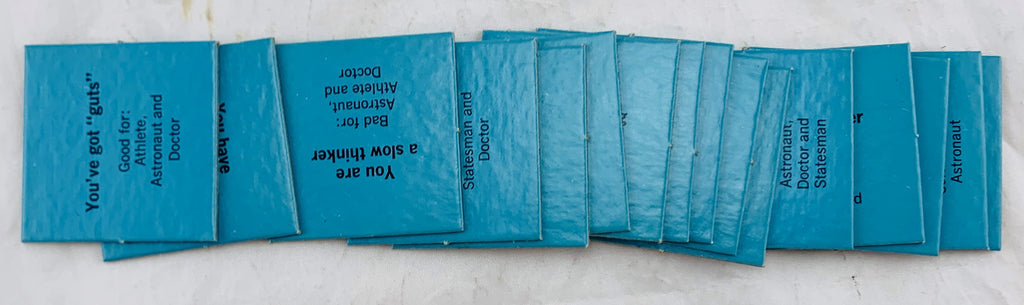 You've got "guts"
Good for:
Athlete,
Astronaut and
Doctor
You have
You are
a slow thinker
Bad for:
Astronaut,
Athlete and
Doctor
Statesman and
Doctor
Astronaut,
Doctor and
Statesman
er
d
Astronaut